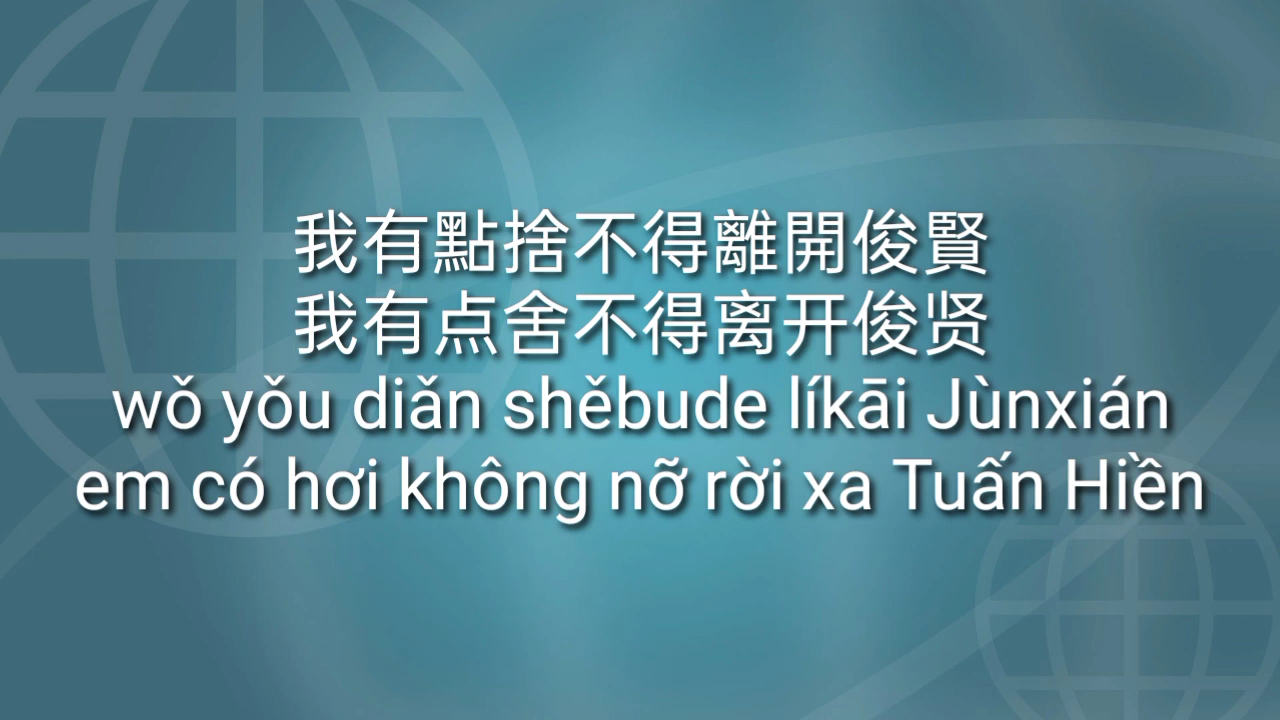 我有點捨不得離開俊賢
我有点舍不得离开俊贤
wǒ yǒu diǎn shěbude líkāi Jùnxián
em có hơi không nỡ rời xa Tuấn Hiền